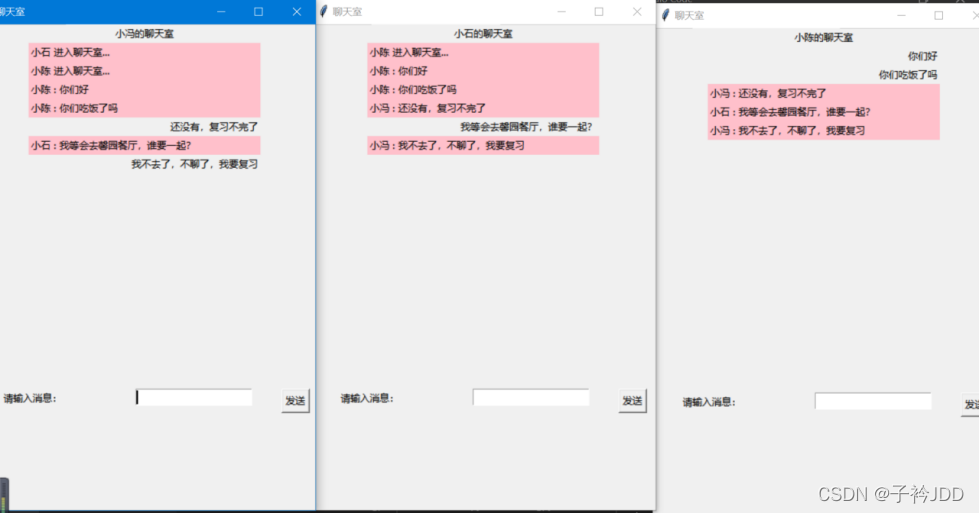 聊天室
小冯的聊天室
小石 进入聊天室...
小陈 进入聊天室...
小陈 : 你们好
小陈 : 你们吃饭了吗
还没有，复习不完了
小石 : 我等会去馨园餐厅，谁要一起?
我不去了，不聊了，我要复习
请输入消息:
发送
聊天室
小石的聊天室
小陈 进入聊天室...
小陈 : 你们好
小陈 : 你们吃饭了吗
小冯 : 还没有，复习不完了
我等会去馨园餐厅，谁要一起?
小冯 : 我不去了，不聊了，我要复习
请输入消息:
发送
聊天室
小陈的聊天室
你们好
你们吃饭了吗
小冯 : 还没有，复习不完了
小石 : 我等会去馨园餐厅，谁要一起?
小冯 : 我不去了，不聊了，我要复习
请输入消息:
发送
CSDN @子衿JDD